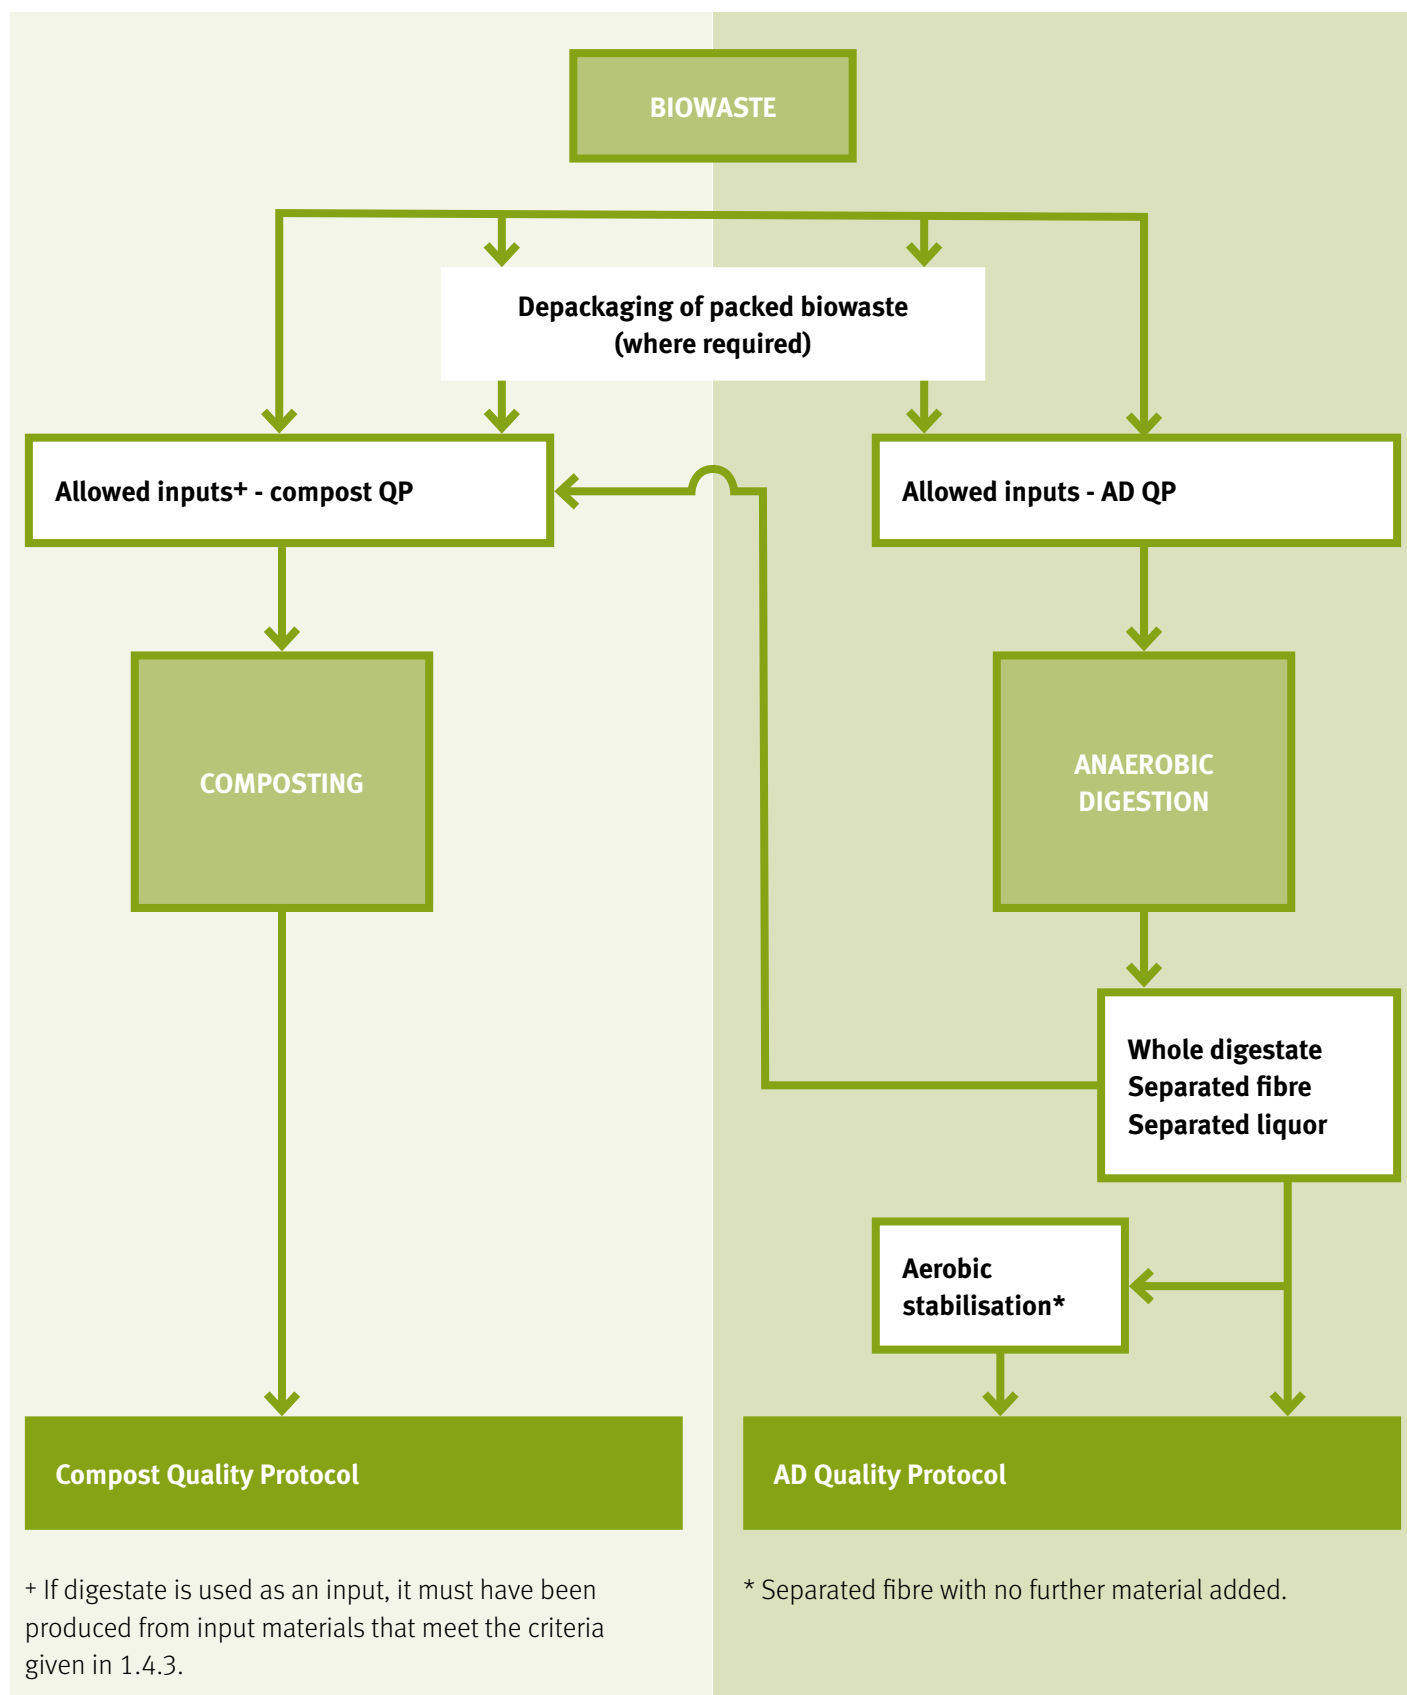 BIOWASTE
Depackaging of packed biowaste
(where required)
Allowed inputs+ - compost QP
Allowed inputs - AD QP
COMPOSTING
ANAEROBIC
DIGESTION
Whole digestate
Separated fibre
Separated liquor
Aerobic
stabilisation*
Compost Quality Protocol
AD Quality Protocol
+ If digestate is used as an input, it must have been
produced from input materials that meet the criteria
given in 1.4.3.
* Separated fibre with no further material added.